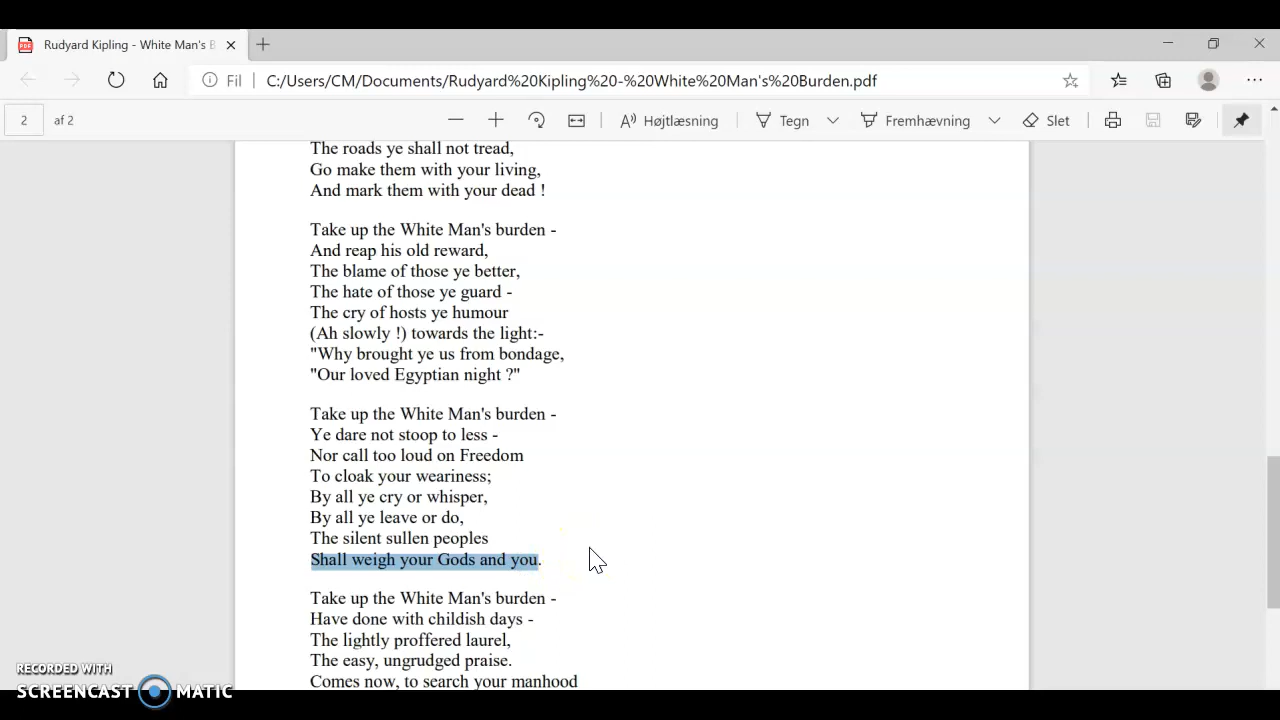 Rudyard Kipling - White Man's B
Fil C:/Users/CM/Documents/Rudyard%20Kipling%20-%20White%20Man's%20Burden.pdf
2 af 2 Højtlæsning Tegn Fremhævning Slet
The roads ye shall not tread,
Go make them with your living,
And mark them with your dead !
Take up the White Man's burden -
And reap his old reward,
The blame of those ye better,
The hate of those ye guard -
The cry of hosts ye humour
(Ah slowly !) towards the light:-
"Why brought ye us from bondage,
"Our loved Egyptian night ?"
Take up the White Man's burden -
Ye dare not stoop to less -
Nor call too loud on Freedom
To cloak your weariness;
By all ye cry or whisper,
By all ye leave or do,
The silent sullen peoples
Shall weigh your Gods and you.
Take up the White Man's burden -
Have done with childish days -
The lightly proffered laurel,
The easy, ungrudged praise.
Comes now, to search your manhood
RECORDED WITH
SCREENCAST MATIC